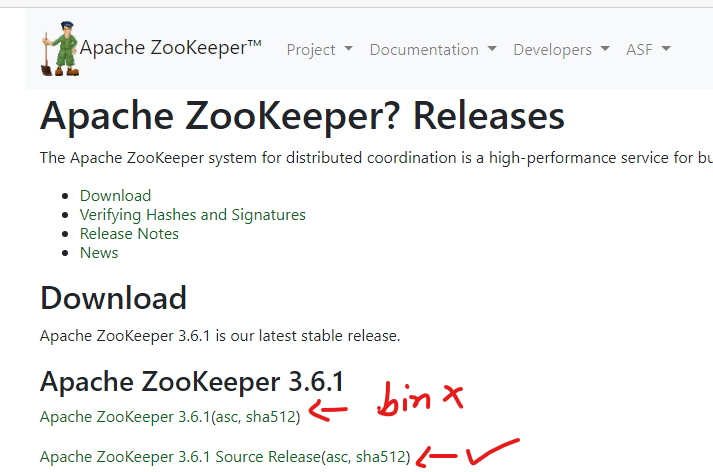 Apache ZooKeeper™ Project Documentation Developers ASF
Apache ZooKeeper? Releases
The Apache ZooKeeper system for distributed coordination is a high-performance service for bu
Download
Verifying Hashes and Signatures
Release Notes
News
Download
Apache ZooKeeper 3.6.1 is our latest stable release.
Apache ZooKeeper 3.6.1
Apache ZooKeeper 3.6.1(asc, sha512) bin x
Apache ZooKeeper 3.6.1 Source Release(asc, sha512)